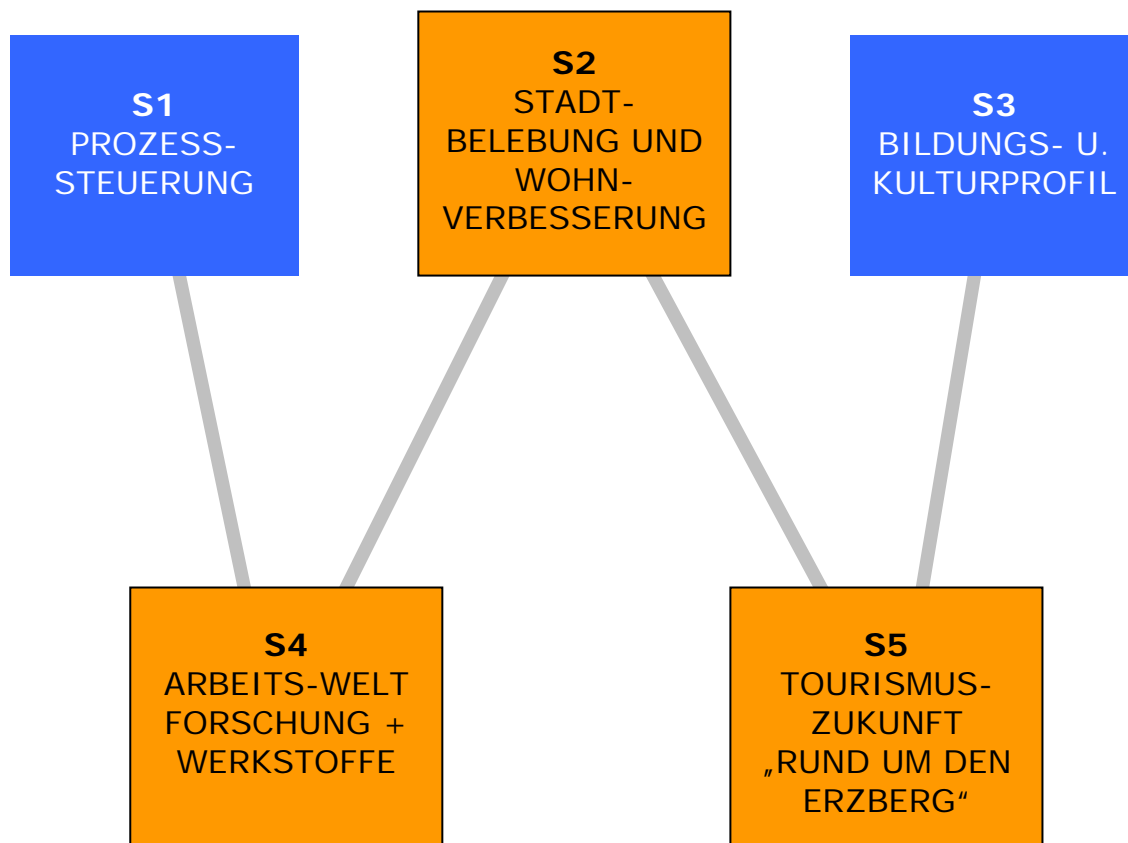 S1
PROZESS-
STEUERUNG
S2
STADT-
BELEBUNG UND
WOHN-
VERBESSERUNG
S3
BILDUNGS- U.
KULTURPROFIL
S4
ARBEITS-WELT
FORSCHUNG +
WERKSTOFFE
S5
TOURISMUS-
ZUKUNFT
„RUND UM DEN
ERZBERG“